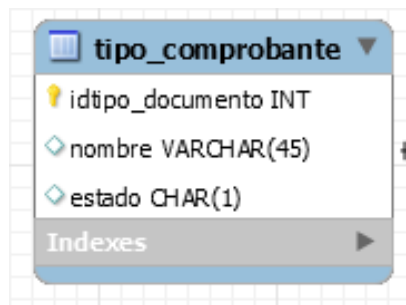 tipo_comprobante
idtipo_documento INT
nombre VARCHAR(45)
estado CHAR(1)
Indexes